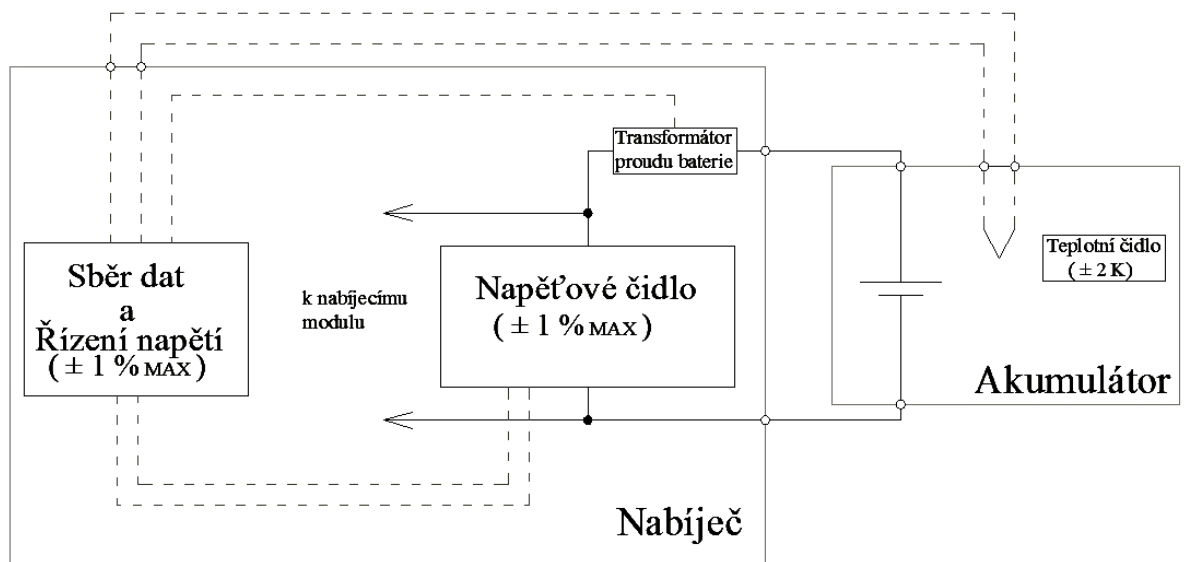 Transformátor
proudu baterie
Teplotní čidlo
( ± 2 K)
Sběr dat
a
Řízení napětí
( ± 1 % MAX )
k nabíjecímu
modulu
Napěťové čidlo
( ± 1 % MAX )
Akumulátor
Nabíječ